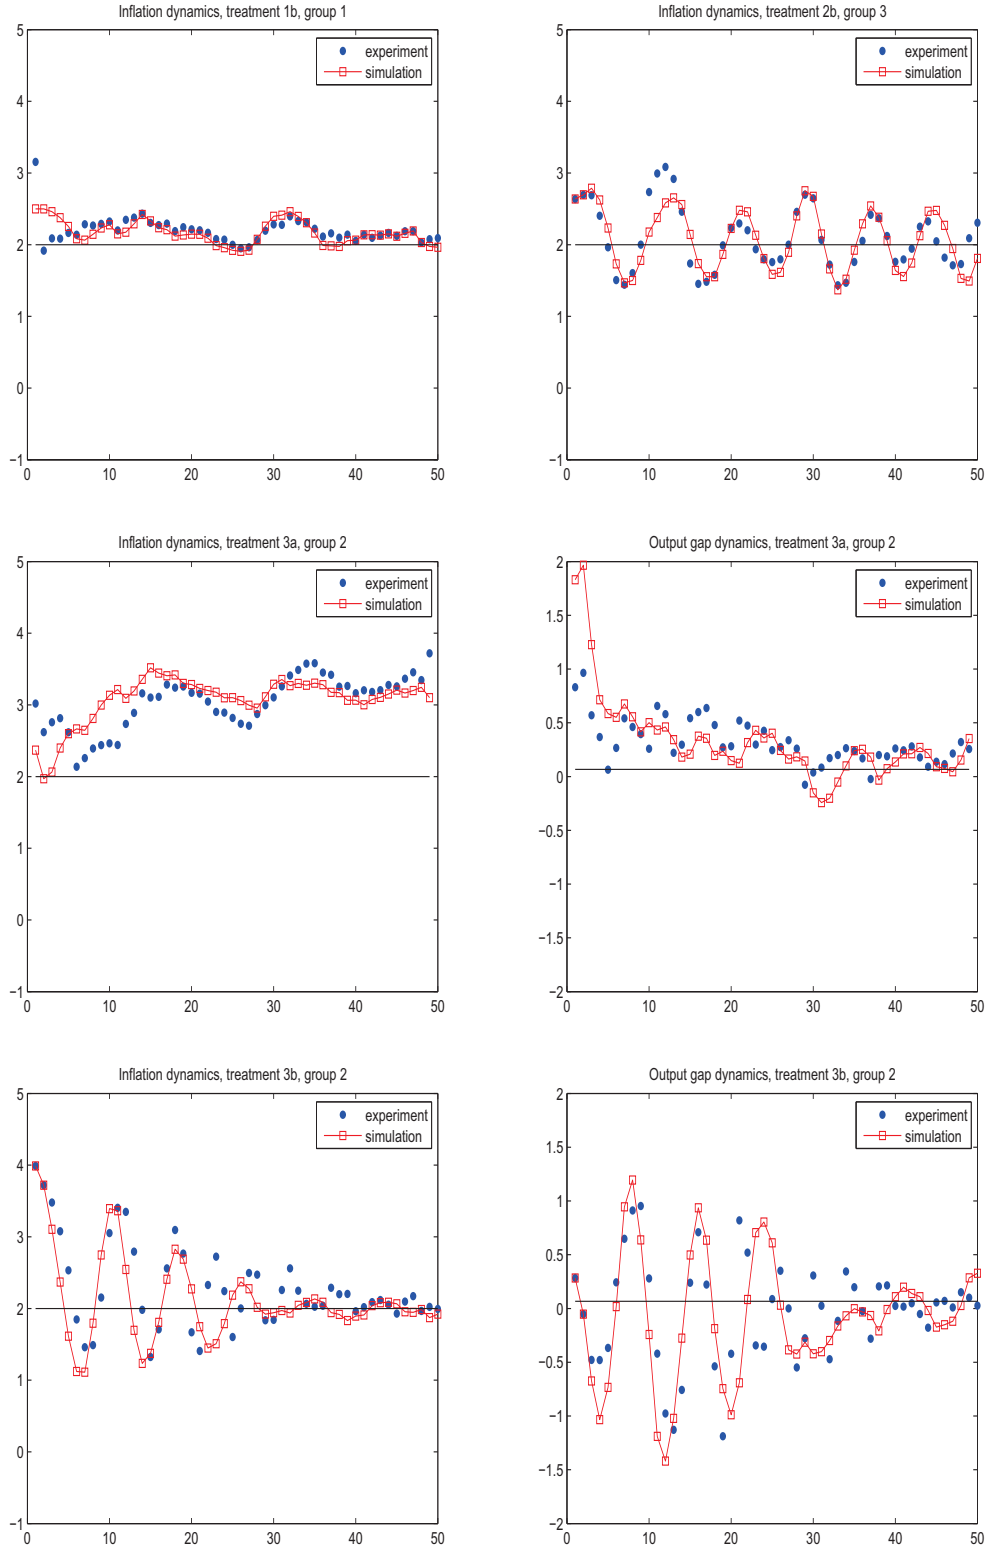 Inflation dynamics, treatment 1b, group 1
5
4
3
2
1
0
−1
0 10 20 30 40 50
experiment
simulation
Inflation dynamics, treatment 2b, group 3
5
4
3
2
1
0
−1
0 10 20 30 40 50
experiment
simulation
Inflation dynamics, treatment 3a, group 2
5
4
3
2
1
0
−1
0 10 20 30 40 50
experiment
simulation
Output gap dynamics, treatment 3a, group 2
2
1.5
1
0.5
0
−0.5
−1
−1.5
−2
0 10 20 30 40 50
experiment
simulation
Inflation dynamics, treatment 3b, group 2
5
4
3
2
1
0
−1
0 10 20 30 40 50
experiment
simulation
Output gap dynamics, treatment 3b, group 2
2
1.5
1
0.5
0
−0.5
−1
−1.5
−2
0 10 20 30 40 50
experiment
simulation